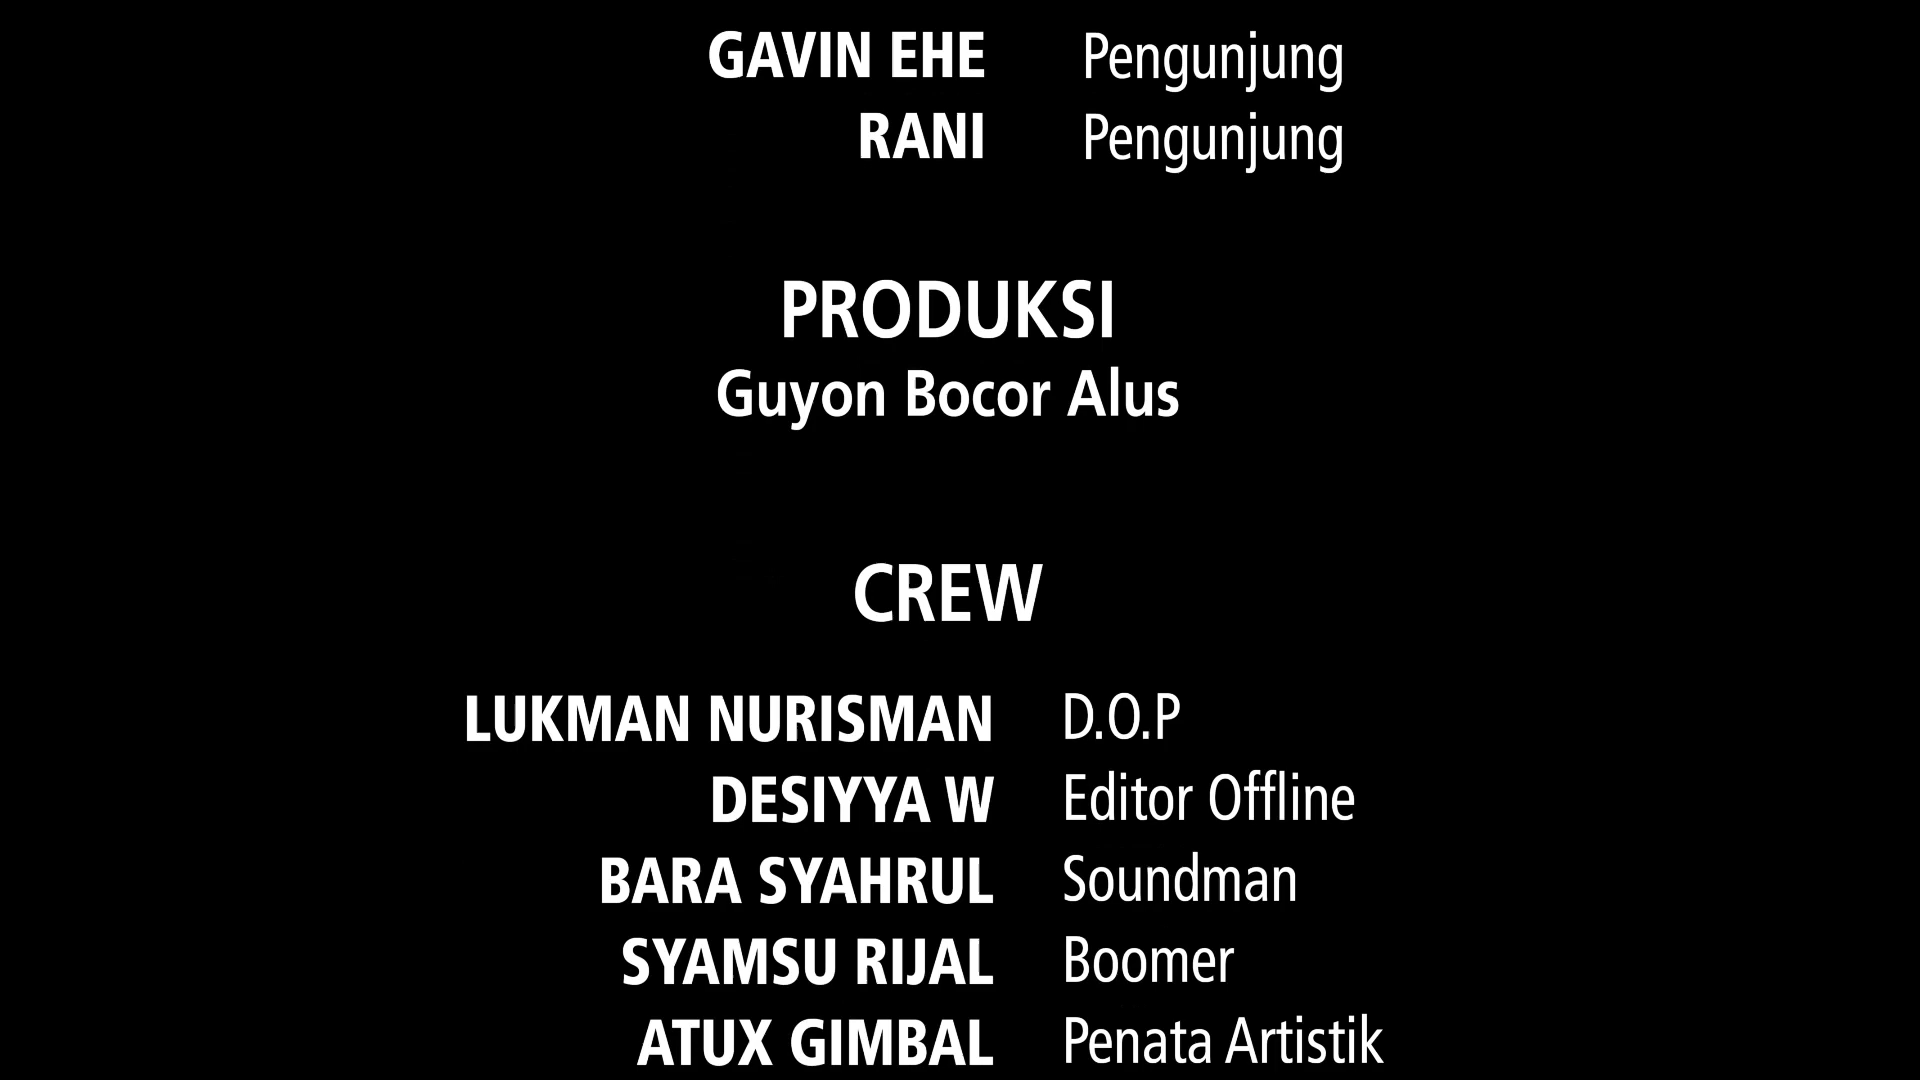 GAVIN EHE Pengunjung
RANI Pengunjung
PRODUKSI
Guyon Bocor Alus
CREW
LUKMAN NURISMAN D.O.P
DESIYYA W Editor Offline
BARA SYAHRUL Soundman
SYAMSU RIJAL Boomer
ATUX GIMBAL Penata Artistik